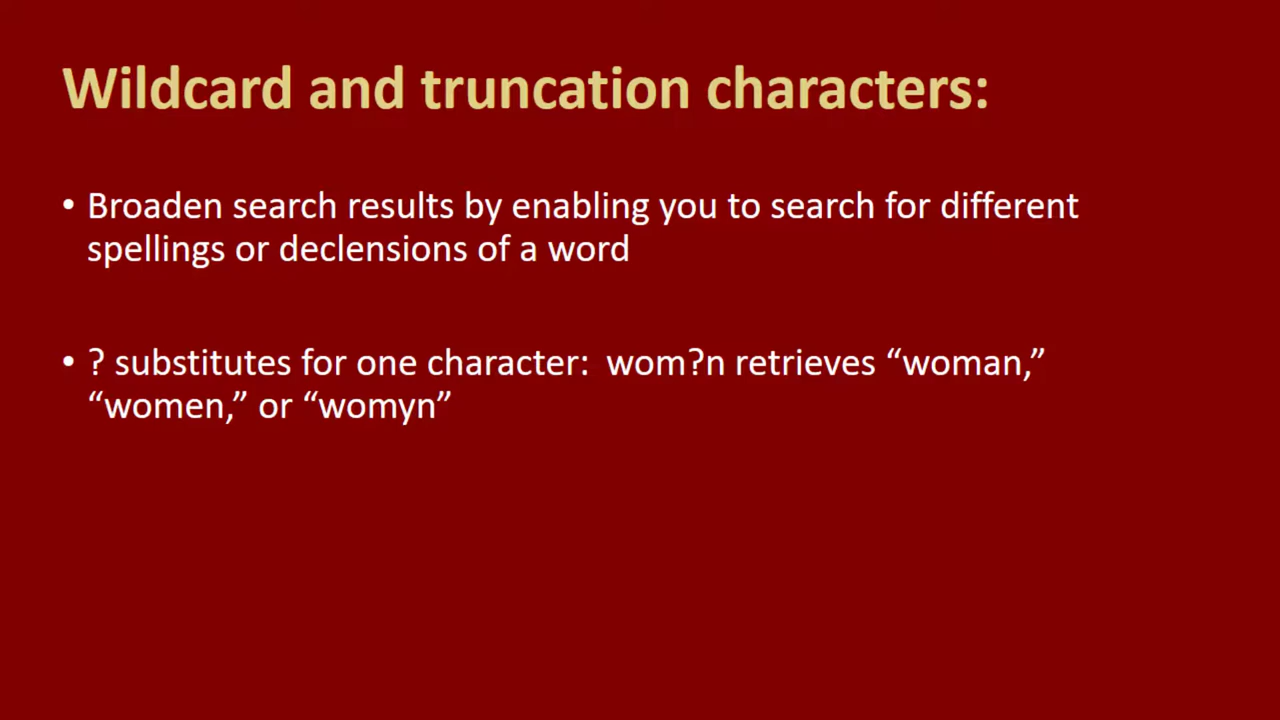 Wildcard and truncation characters:
• Broaden search results by enabling you to search for different
spellings or declensions of a word
• ? substitutes for one character:  wom?n retrieves “woman,”
“women,” or “womyn”